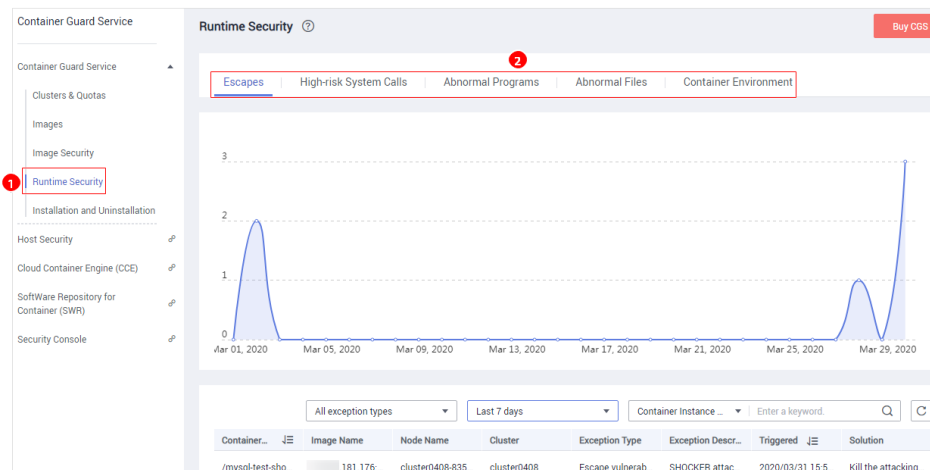 Container Guard Service
Runtime Security ?
Buy CGS
Container Guard Service
Clusters & Quotas
Images
Image Security
1
Runtime Security
Installation and Uninstallation
Host Security
Cloud Container Engine (CCE)
SoftWare Repository for
Container (SWR)
Security Console
2
Escapes High-risk System Calls Abnormal Programs Abnormal Files Container Environment
3
2
1
0
Mar 01, 2020 Mar 05, 2020 Mar 09, 2020 Mar 13, 2020 Mar 17, 2020 Mar 21, 2020 Mar 25, 2020 Mar 29, 2020
All exception types Last 7 days Container Instance ... Enter a keyword.
Container... Image Name Node Name Cluster Exception Type Exception Descr... Triggered Solution
/mysql-test-sho 181.176: cluster0408-835 cluster0408 Escape vulnerab SHOCKER attac 2020/03/31 15:5 Kill the attacking